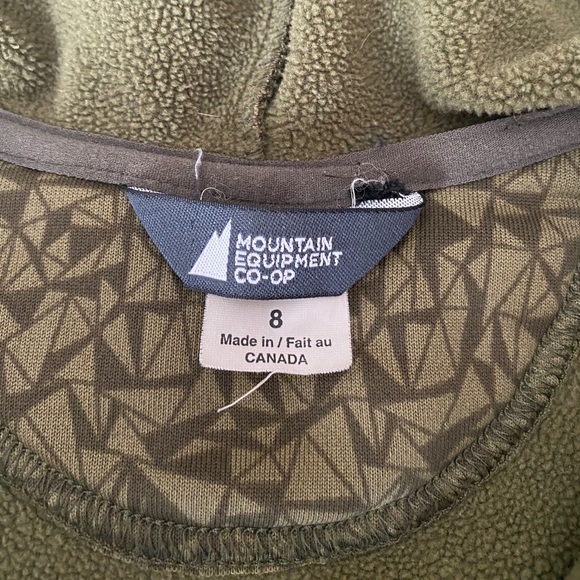 MOUNTAIN
EQUIPMENT
CO-OP
8
Made in / Fait au
CANADA